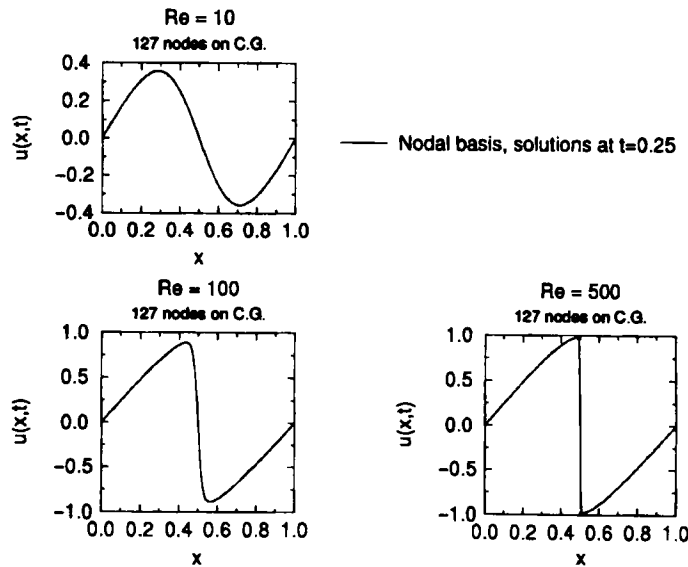 Re = 10
127 nodes on C.G.
0.4
0.2
0.0
−0.2
−0.4
u(x,t)
0.0 0.2 0.4 0.6 0.8 1.0
x
Nodal basis, solutions at t=0.25
Re = 100
127 nodes on C.G.
1.0
0.5
0.0
−0.5
−1.0
u(x,t)
0.0 0.2 0.4 0.6 0.8 1.0
x
Re = 500
127 nodes on C.G.
1.0
0.5
0.0
−0.5
−1.0
u(x,t)
0.0 0.2 0.4 0.6 0.8 1.0
x